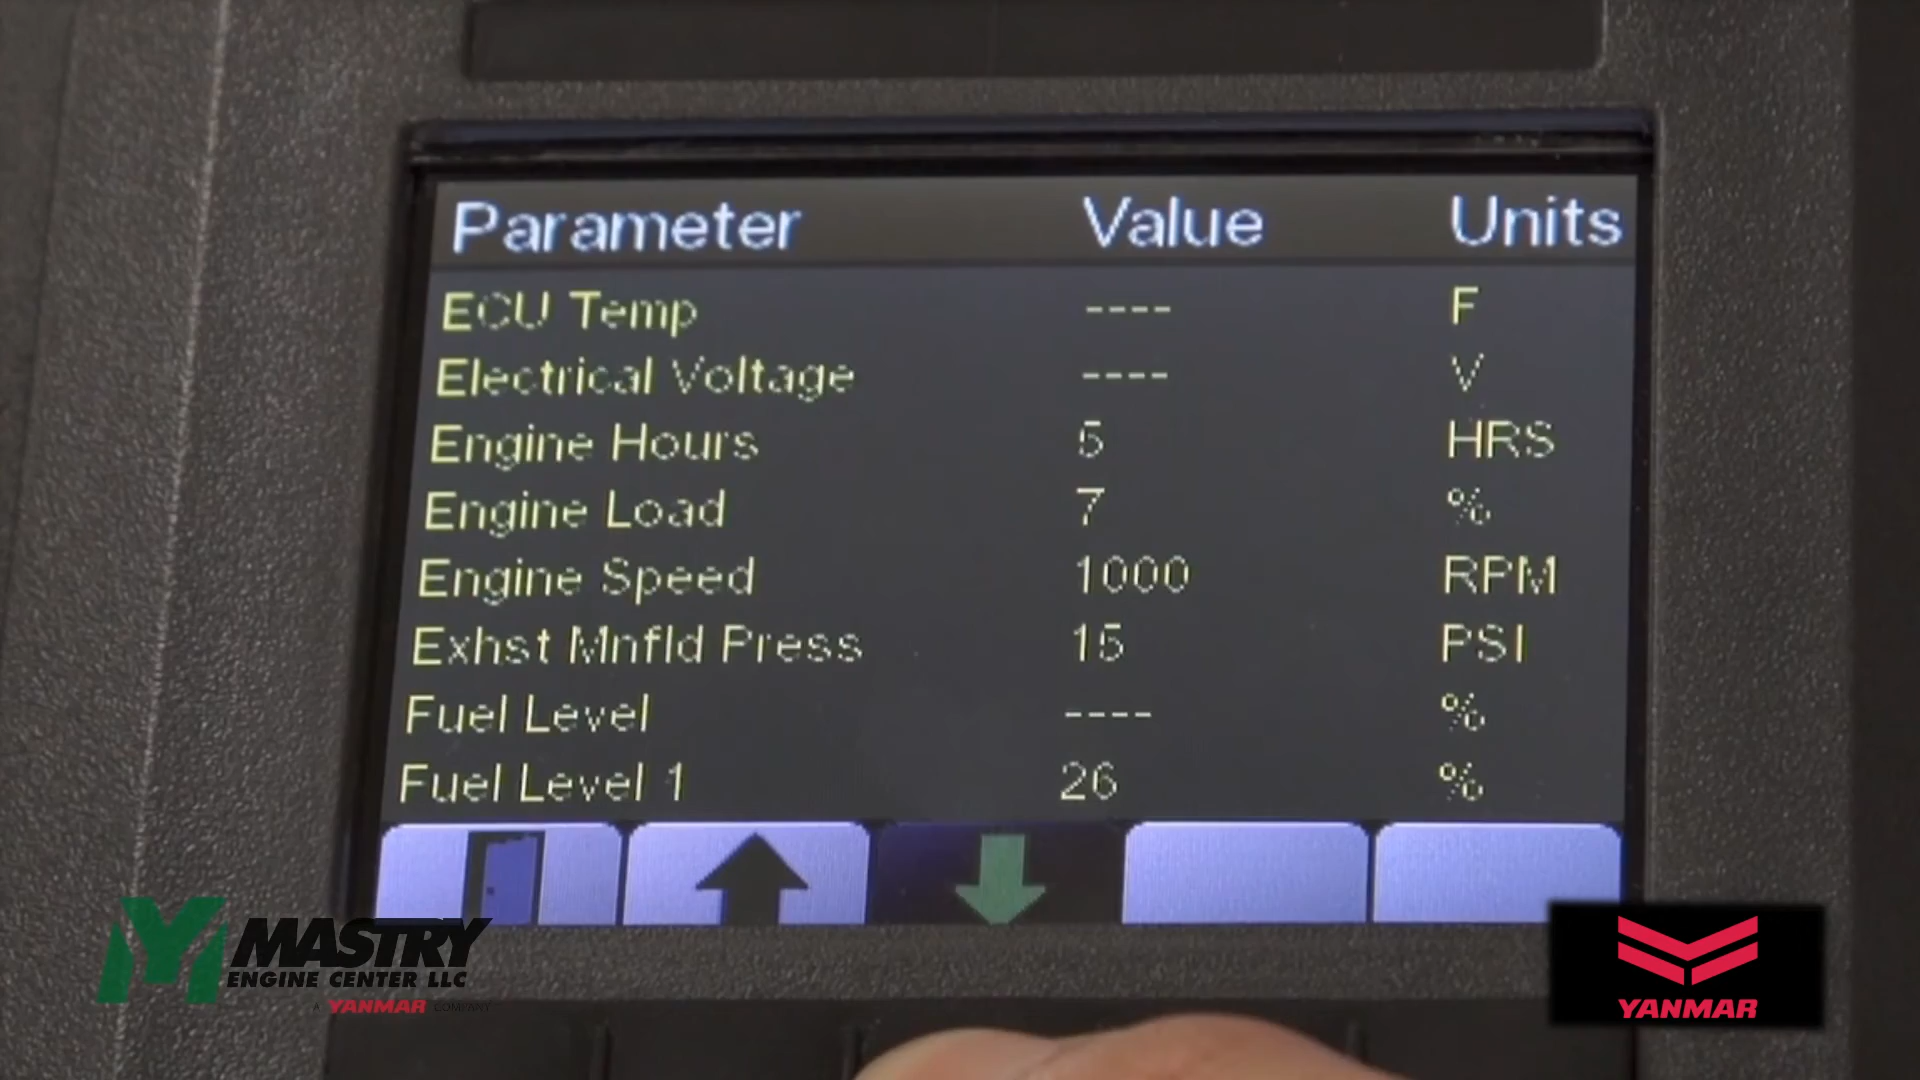 Parameter Value Units
ECU Temp ---- F
Electrical Voltage ---- V
Engine Hours 5 HRS
Engine Load 7 %
Engine Speed 1000 RPM
Exhst Mnfld Press 15 PSI
Fuel Level ---- %
Fuel Level 1 26 %
MASTRY
ENGINE CENTER LLC
A YANMAR COMPANY
YANMAR